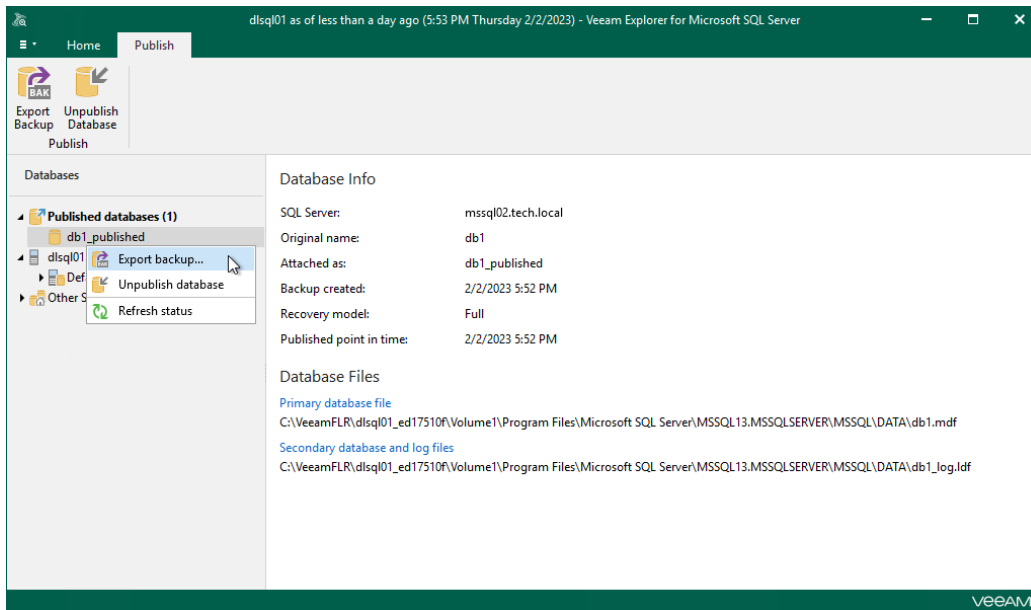 dlsql01 as of less than a day ago (5:53 PM Thursday 2/2/2023) - Veeam Explorer for Microsoft SQL Server
Home Publish
BAK
Export Backup
Unpublish Database
Publish
Databases
Published databases (1)
db1_published
dlsql01
Def
Other S
Export backup...
Unpublish database
Refresh status
Database Info
SQL Server: mssql02.tech.local
Original name: db1
Attached as: db1_published
Backup created: 2/2/2023 5:52 PM
Recovery model: Full
Published point in time: 2/2/2023 5:52 PM
Database Files
Primary database file
C:\VeeamFLR\dlsql01_ed17510f\Volume1\Program Files\Microsoft SQL Server\MSSQL13.MSSQLSERVER\MSSQL\DATA\db1.mdf
Secondary database and log files
C:\VeeamFLR\dlsql01_ed17510f\Volume1\Program Files\Microsoft SQL Server\MSSQL13.MSSQLSERVER\MSSQL\DATA\db1_log.ldf
VEEAM